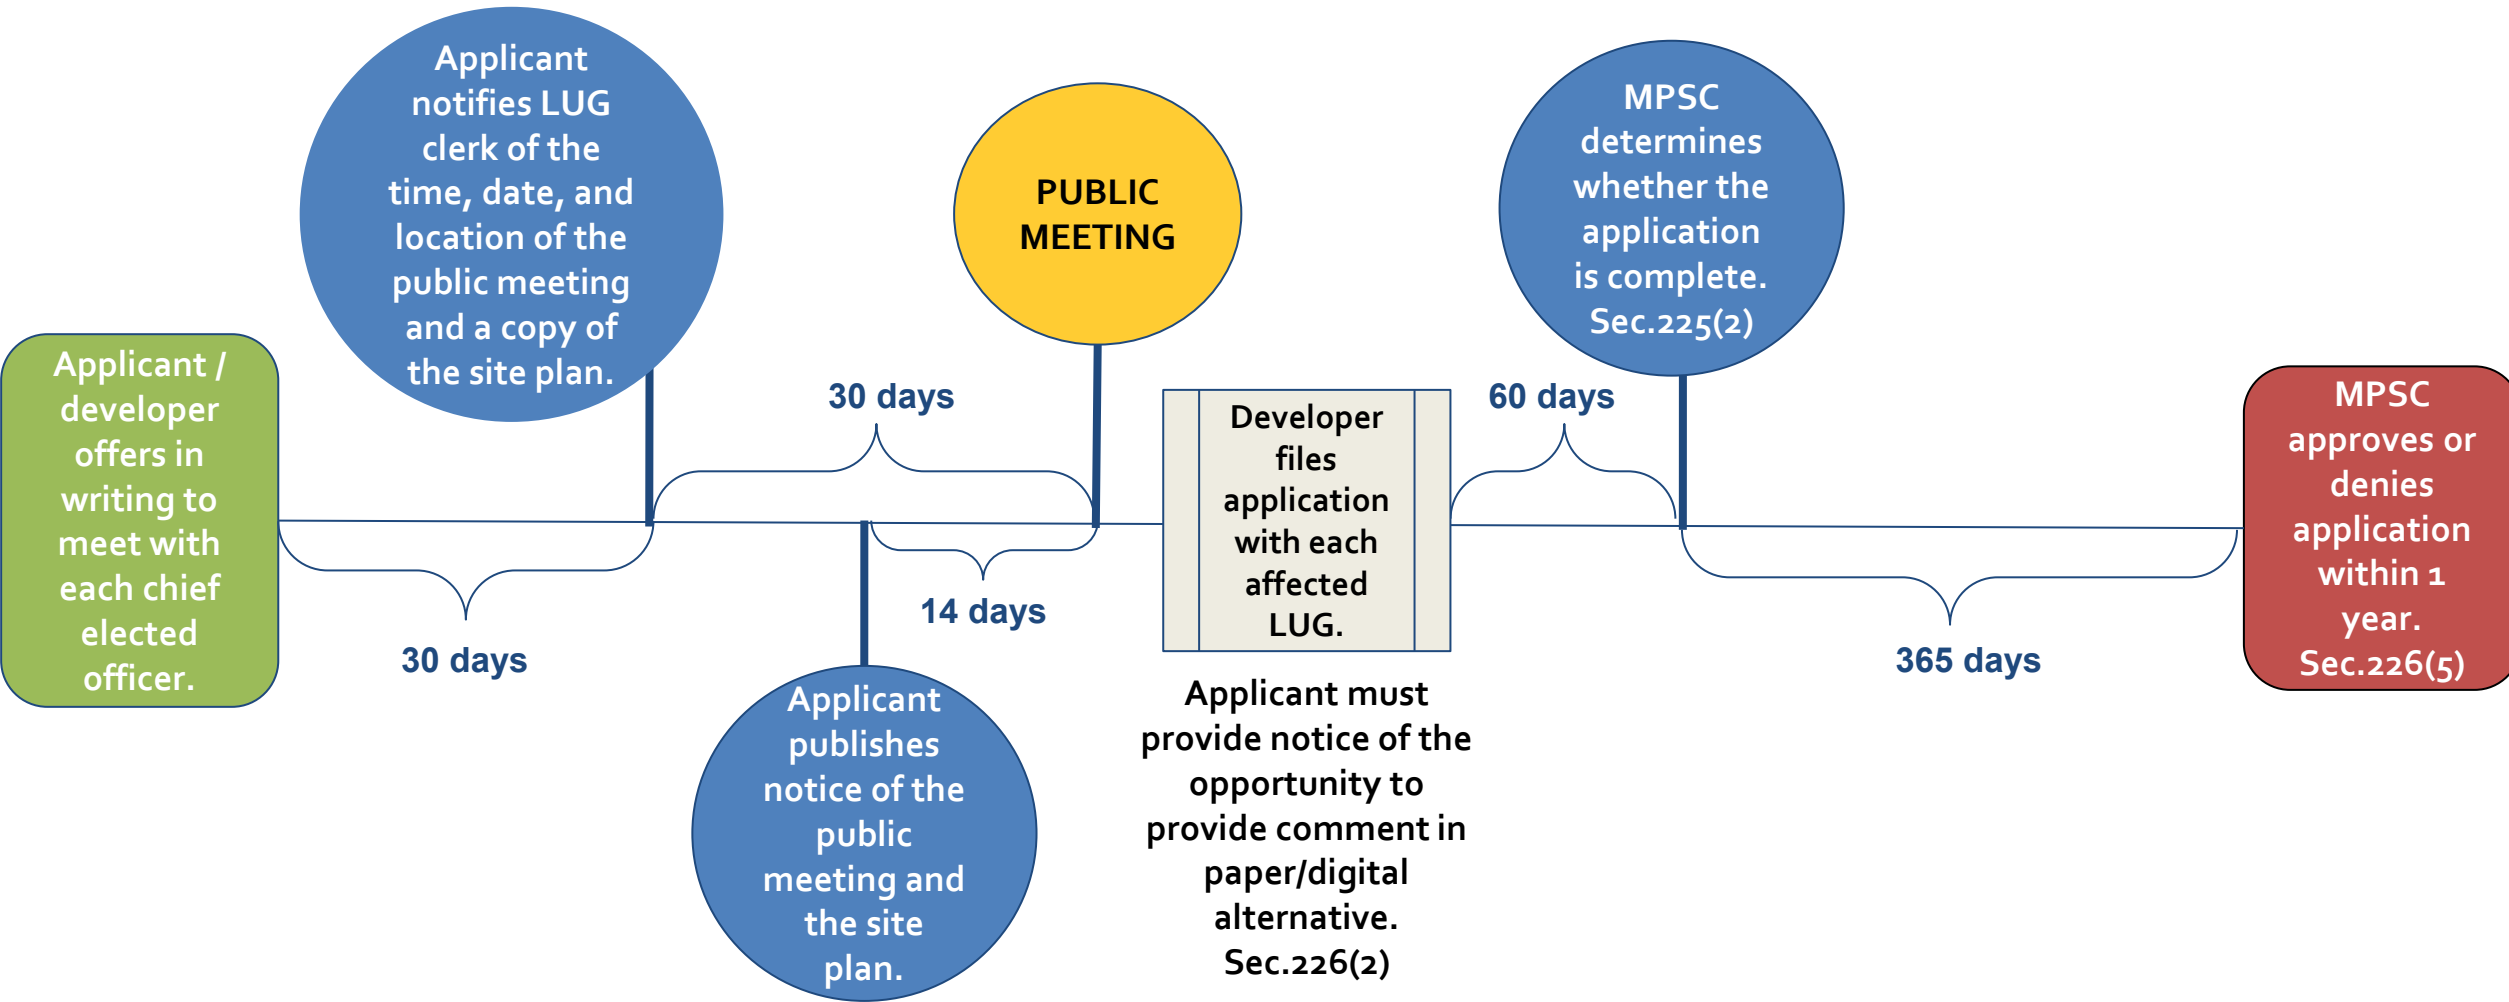 Applicant /
developer
offers in
writing to
meet with
each chief
elected
officer.
30 days
Applicant
notifies LUG
clerk of the
time, date, and
location of the
public meeting
and a copy of
the site plan.
30 days
Applicant
publishes
notice of the
public
meeting and
the site
plan.
14 days
PUBLIC
MEETING
Developer
files
application
with each
affected
LUG.
Applicant must
provide notice of the
opportunity to
provide comment in
paper/digital
alternative.
Sec.226(2)
60 days
MPSC
determines
whether the
application
is complete.
Sec.225(2)
365 days
MPSC
approves or
denies
application
within 1
year.
Sec.226(5)